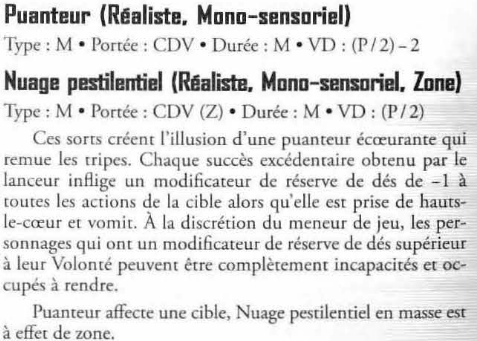 Puanteur (Réaliste, Mono-sensoriel)
Type : M • Portée : CDV • Durée : M • VD : (P / 2) – 2
Nuage pestilentiel (Réaliste, Mono-sensoriel, Zone)
Type : M • Portée : CDV (Z) • Durée : M • VD : (P / 2)
Ces sorts créent l'illusion d'une puanteur écœurante qui
remue les tripes. Chaque succès excédentaire obtenu par le
lanceur inflige un modificateur de réserve de dés de –1 à
toutes les actions de la cible alors qu'elle est prise de hauts-
le-cœur et vomit. À la discrétion du meneur de jeu, les per-
sonnages qui ont un modificateur de réserve de dés supérieur
à leur Volonté peuvent être complètement incapacités et oc-
cupés à rendre.
Puanteur affecte une cible, Nuage pestilentiel en masse est
à effet de zone.